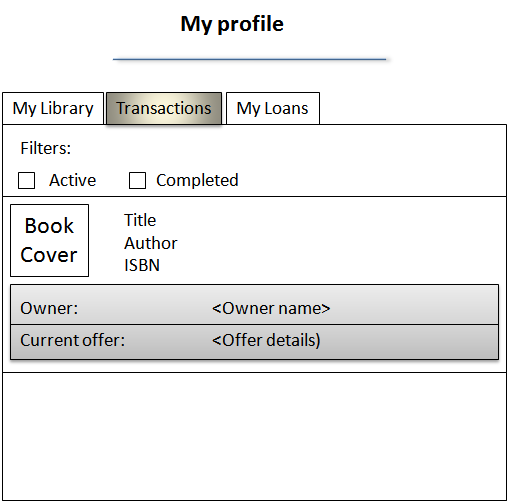 My profile
My Library Transactions My Loans
Filters:
Active Completed
Book Cover
Title
Author
ISBN
Owner: <Owner name>
Current offer: <Offer details)